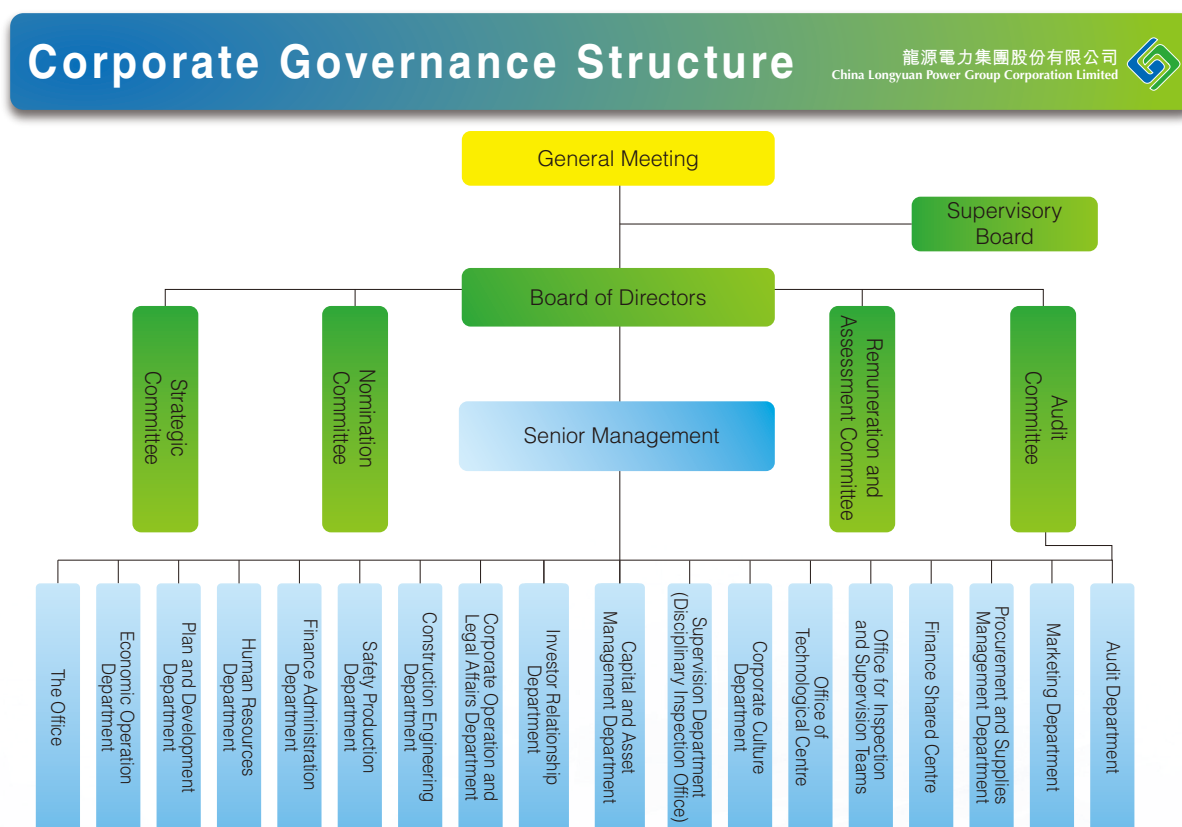 Corporate Governance Structure
龍源電力集團股份有限公司
China Longyuan Power Group Corporation Limited
General Meeting
Supervisory
Board
Board of Directors
Strategic
Committee
Nomination
Committee
Remuneration and
Assessment Committee
Audit
Committee
Senior Management
The Office
Economic Operation
Department
Plan and Development
Department
Human Resources
Department
Finance Administration
Department
Safety Production
Department
Construction Engineering
Department
Corporate Operation and
Legal Affairs Department
Investor Relationship
Department
Capital and Asset
Management Department
Supervision Department
(Disciplinary Inspection Office)
Corporate Culture
Department
Office of
Technological Centre
Office for Inspection
and Supervision Teams
Finance Shared Centre
Procurement and Supplies
Management Department
Marketing Department
Audit Department